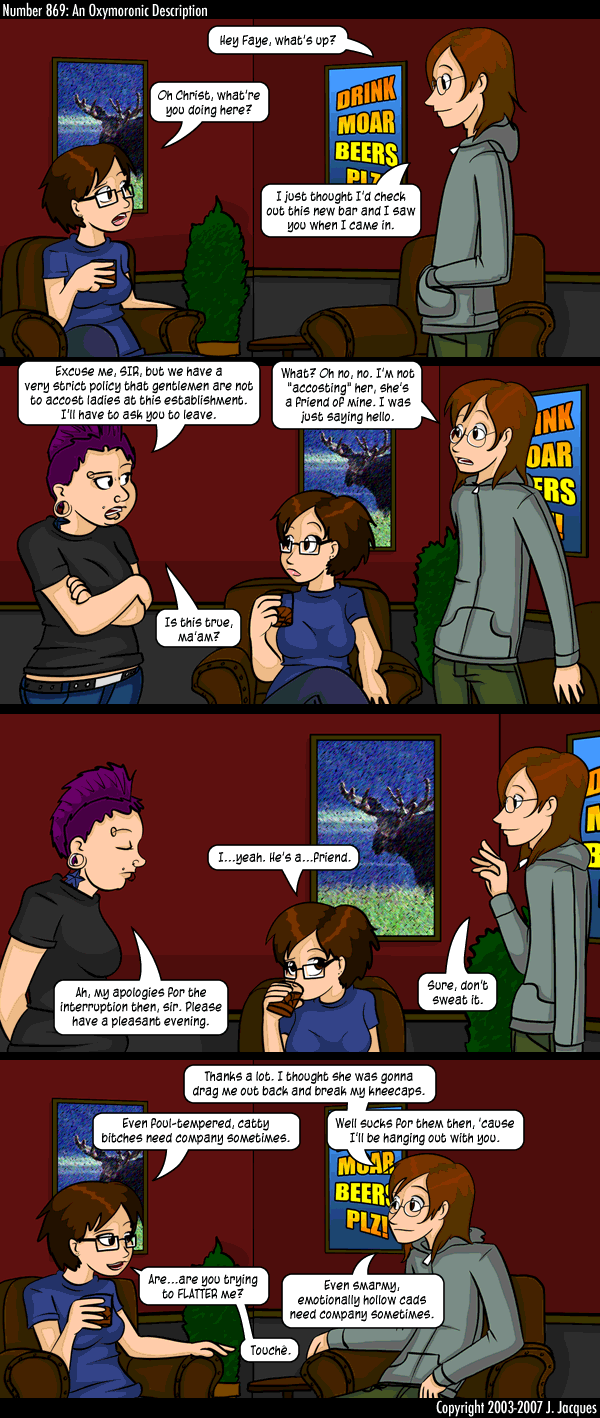 Number 869: An Oxymoronic Description
Hey Faye, what's up?
Oh Christ, what're
you doing here?
DRINK
MOAR
BEERS
PLZ
I just thought I'd check
out this new bar and I saw
you when I came in.
Excuse me, SIR, but we have a
very strict policy that gentlemen are not
to accost ladies at this establishment.
I'll have to ask you to leave.
What? Oh no, no. I'm not
"accosting" her, she's
a friend of mine. I was
just saying hello.
INK
OAR
ERS
!
Is this true,
ma'am?
I...yeah. He's a...friend.
Ah, my apologies for the
interruption then, sir. Please
have a pleasant evening.
Sure, don't
sweat it.
D
M
B
Thanks a lot. I thought she was gonna
drag me out back and break my kneecaps.
Even foul-tempered, catty
bitches need company sometimes.
Well sucks for them then, 'cause
I'll be hanging out with you.
MOAR
BEERS
PLZ!
Are...are you trying
to FLATTER me?
Even smarmy,
emotionally hollow cads
need company sometimes.
Touchè.
Copyright 2003-2007 J. Jacques